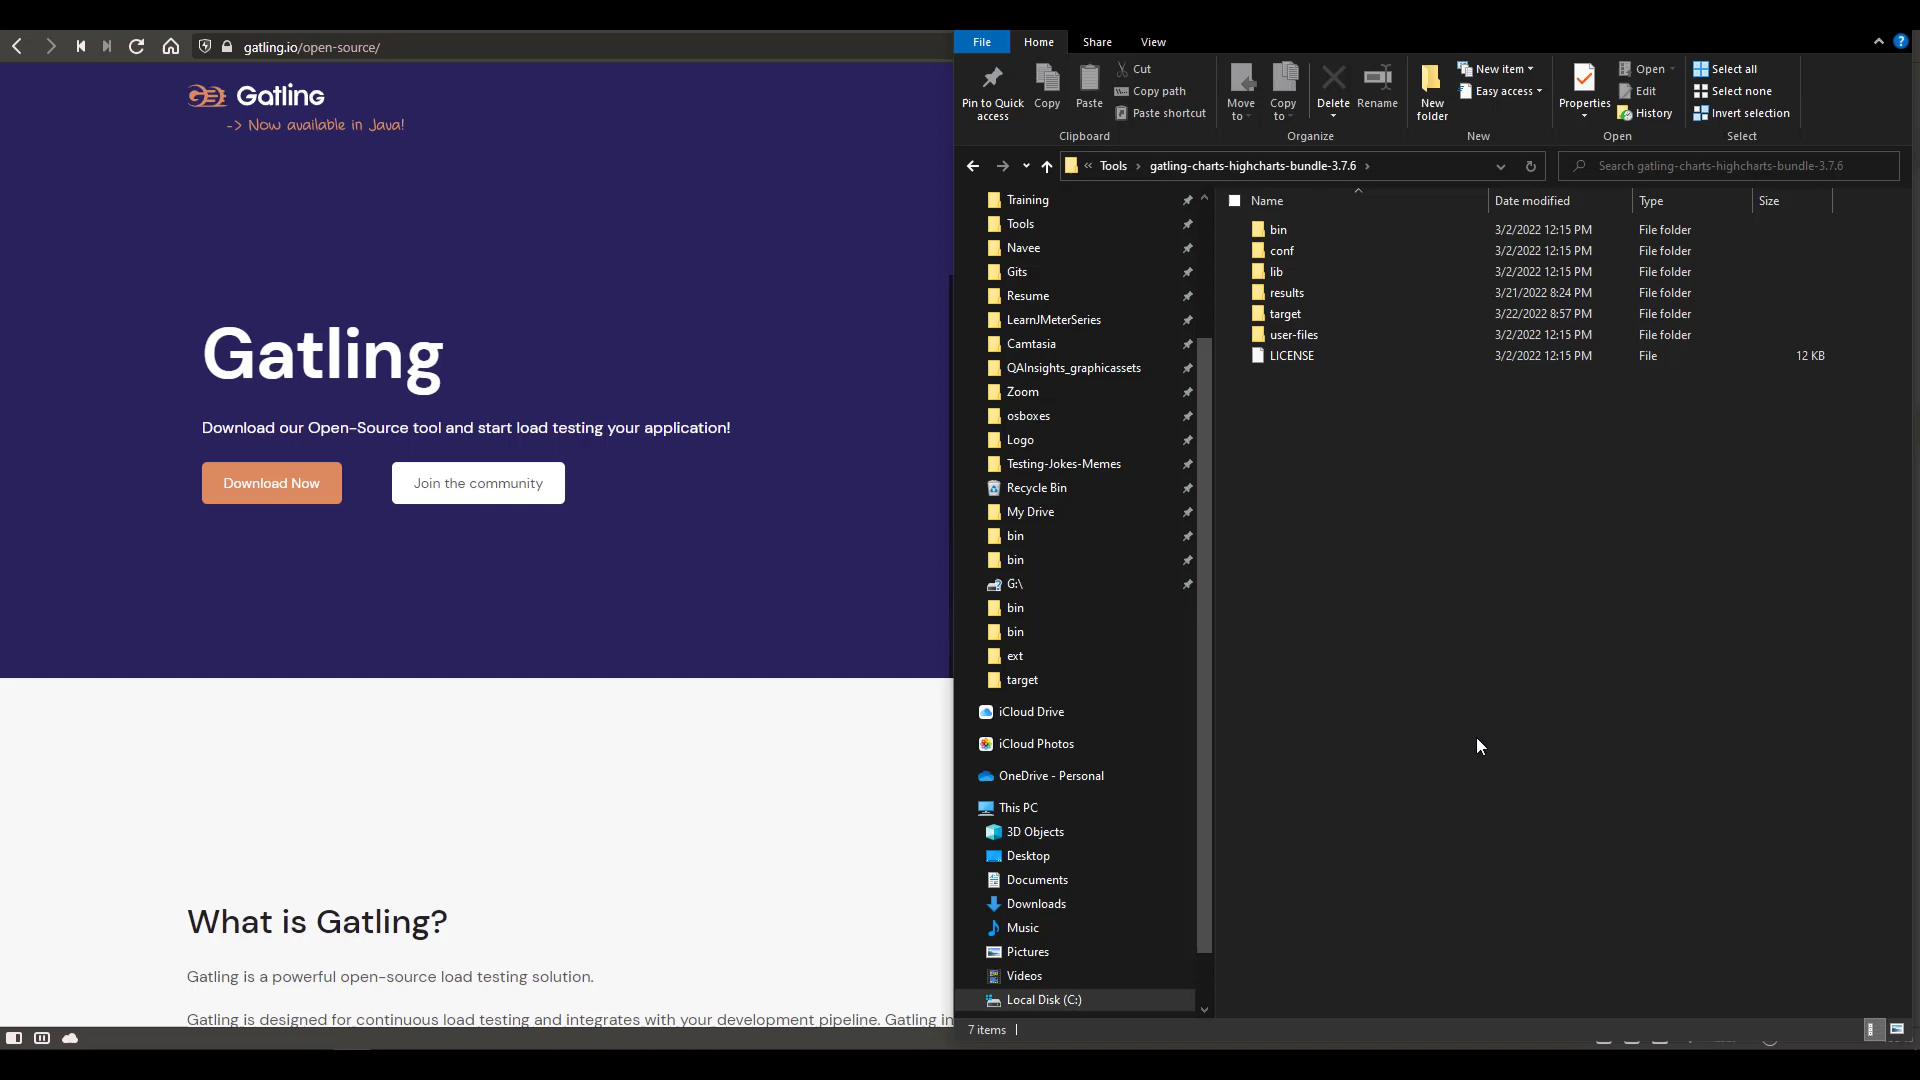 gatling.io/open-source/
Gatling
-> Now available in Java!
Gatling
Download our Open-Source tool and start load testing your application!
Download Now
Join the community
What is Gatling?
Gatling is a powerful open-source load testing solution.
Gatling is designed for continuous load testing and integrates with your development pipeline. Gatling in
File
Home
Share
View
Pin to Quick access
Copy
Paste
Cut
Copy path
Paste shortcut
Clipboard
Move to
Copy to
Delete
Rename
Organize
New folder
New item
Easy access
New
Properties
Open
Edit
History
Open
Select all
Select none
Invert selection
Select
« Tools › gatling-charts-highcharts-bundle-3.7.6 ›
Search gatling-charts-highcharts-bundle-3.7.6
Training
Tools
Navee
Gits
Resume
LearnJMeterSeries
Camtasia
QAInsights_graphicassets
Zoom
osboxes
Logo
Testing-Jokes-Memes
Recycle Bin
My Drive
bin
bin
G:\
bin
bin
ext
target
iCloud Drive
iCloud Photos
OneDrive - Personal
This PC
3D Objects
Desktop
Documents
Downloads
Music
Pictures
Videos
Local Disk (C:)
Name Date modified Type Size
bin 3/2/2022 12:15 PM File folder
conf 3/2/2022 12:15 PM File folder
lib 3/2/2022 12:15 PM File folder
results 3/21/2022 8:24 PM File folder
target 3/22/2022 8:57 PM File folder
user-files 3/2/2022 12:15 PM File folder
LICENSE 3/2/2022 12:15 PM File 12 KB
7 items